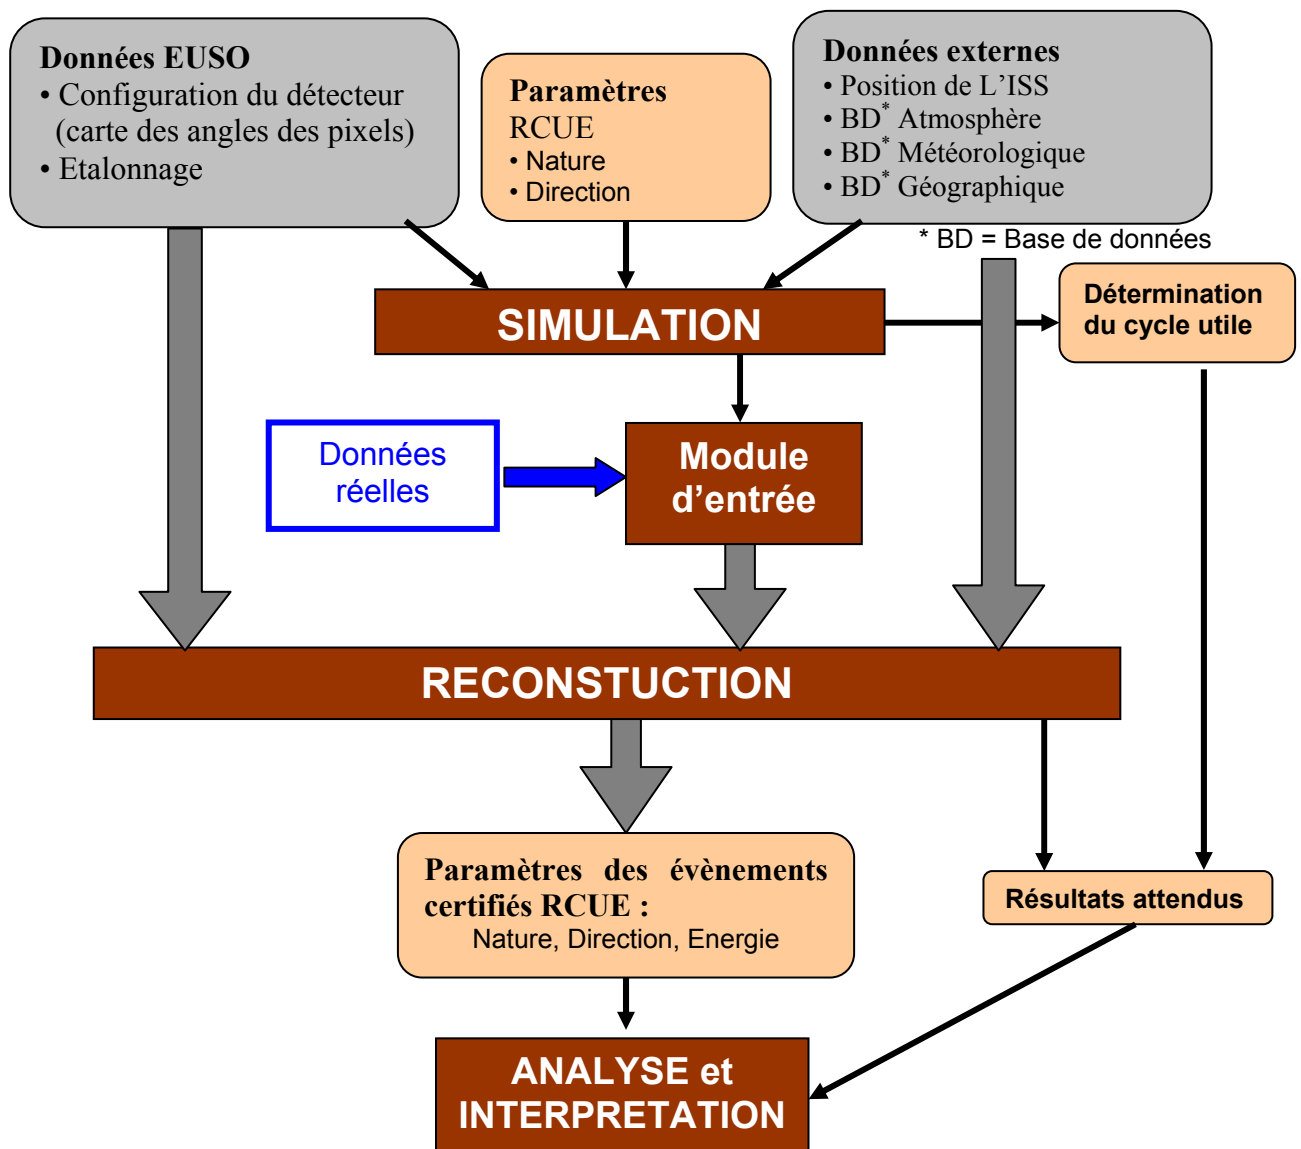 Données EUSO
• Configuration du détecteur
(carte des angles des pixels)
• Etalonnage
Paramètres
RCUE
• Nature
• Direction
Données externes
• Position de L’ISS
• BD* Atmosphère
• BD* Météorologique
• BD* Géographique
* BD = Base de données
SIMULATION
Détermination
du cycle utile
Données
réelles
Module
d’entrée
RECONSTUCTION
Paramètres des évènements
certifiés RCUE :
Nature, Direction, Energie
Résultats attendus
ANALYSE et
INTERPRETATION